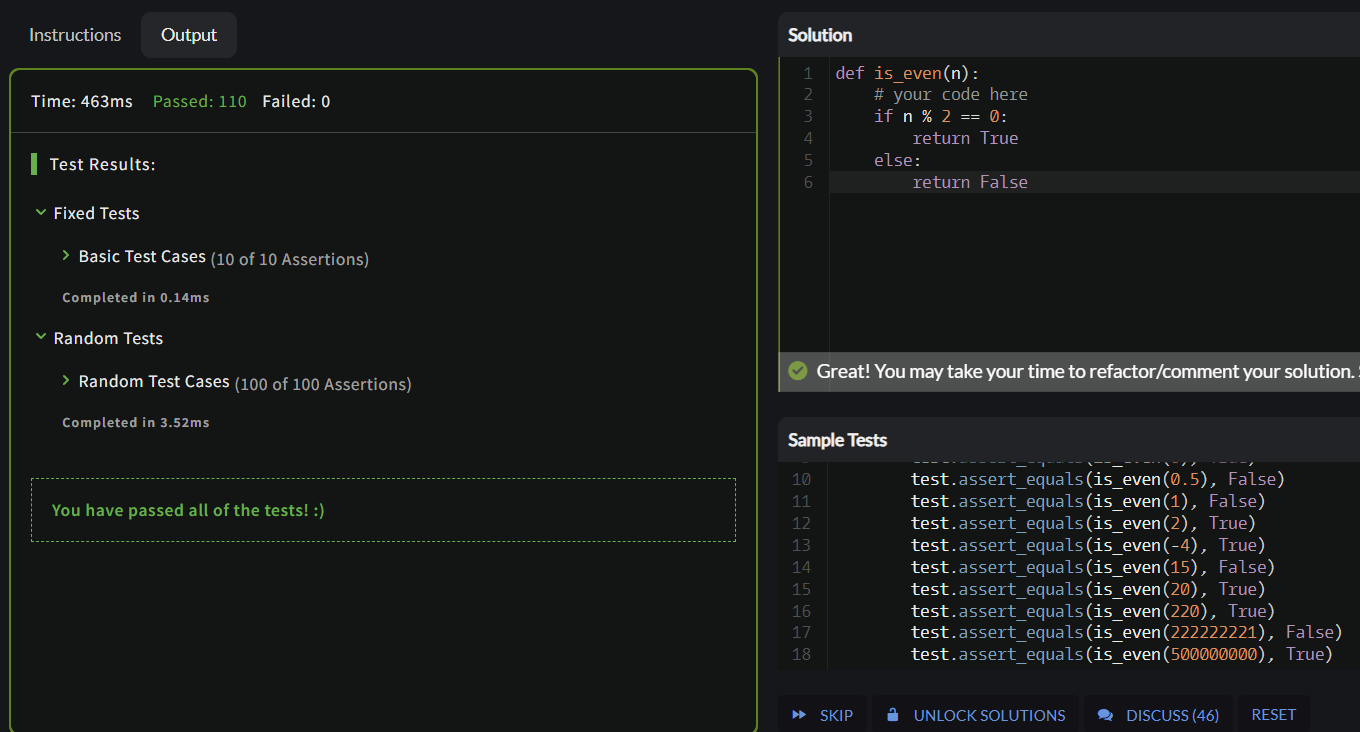 Instructions
Output
Time: 463ms Passed: 110 Failed: 0
Test Results:
Fixed Tests
Basic Test Cases (10 of 10 Assertions)
Completed in 0.14ms
Random Tests
Random Test Cases (100 of 100 Assertions)
Completed in 3.52ms
You have passed all of the tests! :)
Solution
1 def is_even(n):
2     # your code here
3     if n % 2 == 0:
4         return True
5     else:
6         return False
Great! You may take your time to refactor/comment your solution.
Sample Tests
10 test.assert_equals(is_even(0.5), False)
11 test.assert_equals(is_even(1), False)
12 test.assert_equals(is_even(2), True)
13 test.assert_equals(is_even(-4), True)
14 test.assert_equals(is_even(15), False)
15 test.assert_equals(is_even(20), True)
16 test.assert_equals(is_even(220), True)
17 test.assert_equals(is_even(222222221), False)
18 test.assert_equals(is_even(500000000), True)
SKIP
UNLOCK SOLUTIONS
DISCUSS (46)
RESET